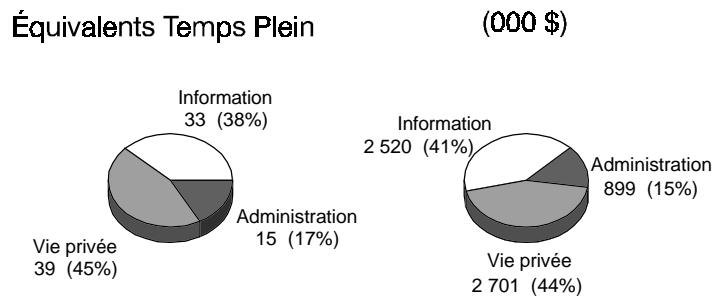 Équivalents Temps Plein
(000 $)
Information
33 (38%)
Administration
15 (17%)
Vie privée
39 (45%)
Information
2 520 (41%)
Administration
899 (15%)
Vie privée
2 701 (44%)